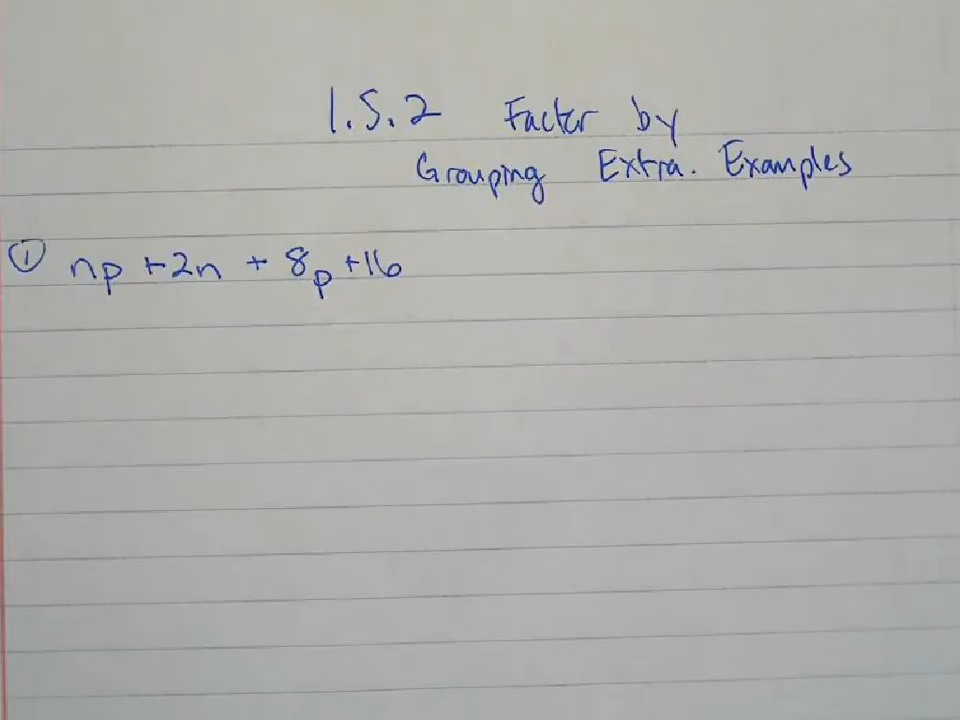 1.5.2 Factor by
Grouping Extra. Examples
① np +2n + 8p +16